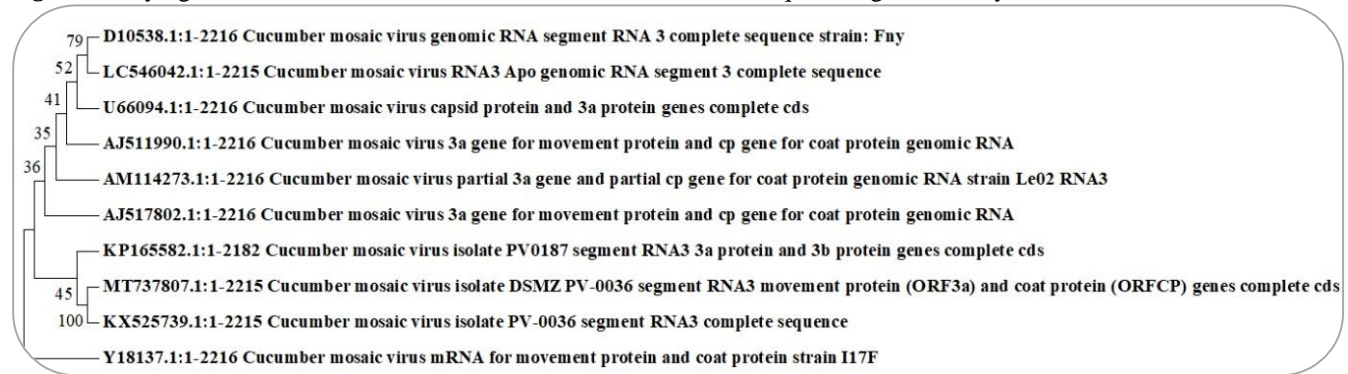 79
D10538.1:1-2216 Cucumber mosaic virus genomic RNA segment RNA 3 complete sequence strain: Fny
52
LC546042.1:1-2215 Cucumber mosaic virus RNA3 Apo genomic RNA segment 3 complete sequence
41
U66094.1:1-2216 Cucumber mosaic virus capsid protein and 3a protein genes complete cds
35
AJ511990.1:1-2216 Cucumber mosaic virus 3a gene for movement protein and cp gene for coat protein genomic RNA
36
AM114273.1:1-2216 Cucumber mosaic virus partial 3a gene and partial cp gene for coat protein genomic RNA strain Le02 RNA3
AJ517802.1:1-2216 Cucumber mosaic virus 3a gene for movement protein and cp gene for coat protein genomic RNA
KP165582.1:1-2182 Cucumber mosaic virus isolate PV0187 segment RNA3 3a protein and 3b protein genes complete cds
45
MT737807.1:1-2215 Cucumber mosaic virus isolate DSMZ PV-0036 segment RNA3 movement protein (ORF3a) and coat protein (ORFCP) genes complete cds
100
KX525739.1:1-2215 Cucumber mosaic virus isolate PV-0036 segment RNA3 complete sequence
Y18137.1:1-2216 Cucumber mosaic virus mRNA for movement protein and coat protein strain I17F